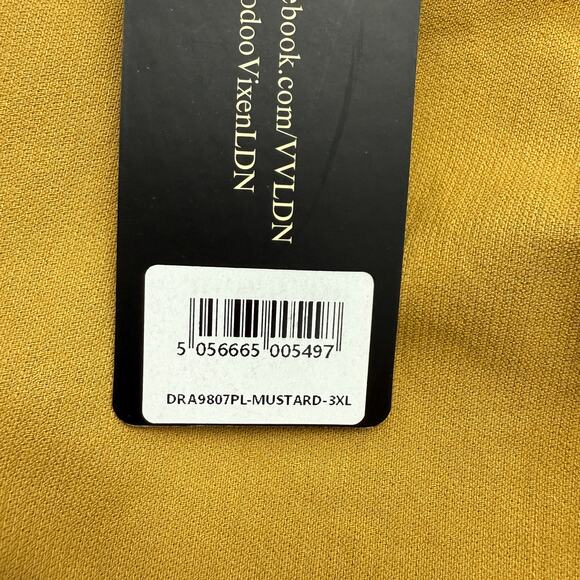 ebook.com/VVLDN
odooVixenLDN
5 056665 005497
DRA9807PL-MUSTARD-3XL